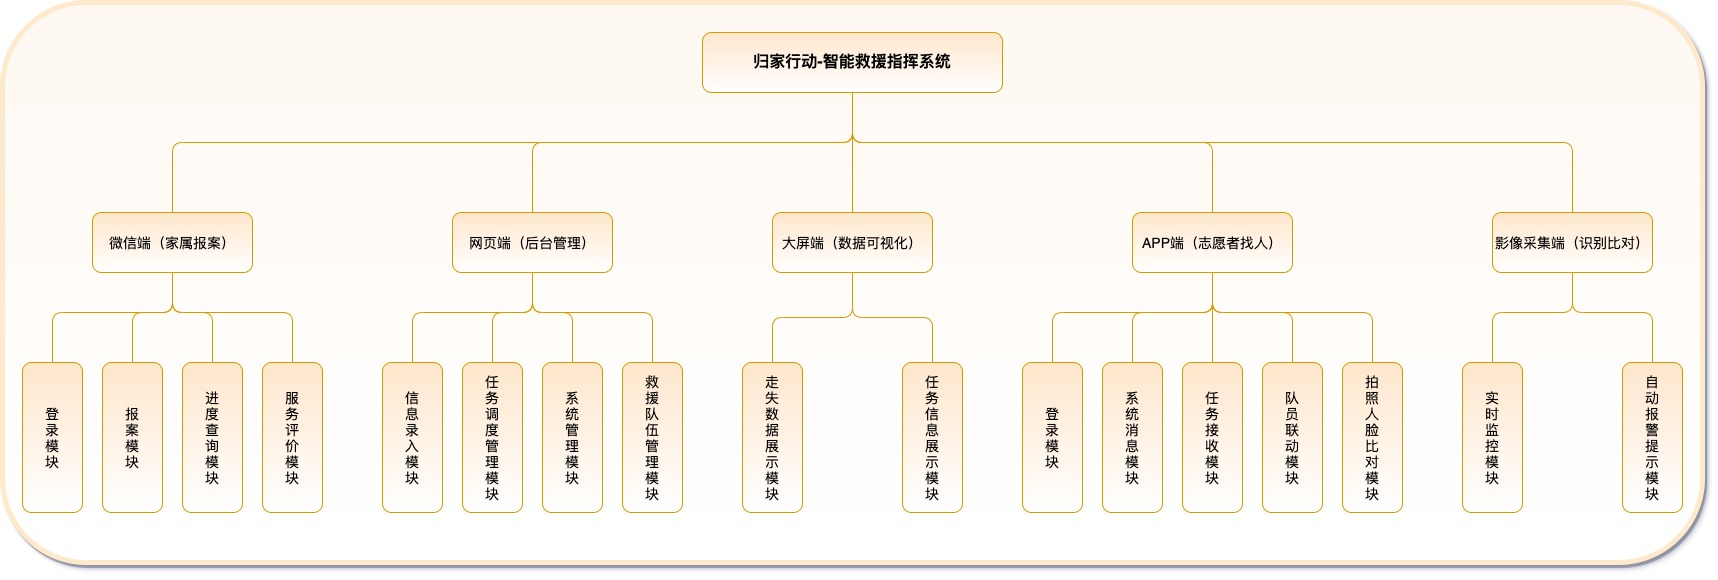 归家行动-智能救援指挥系统
微信端（家属报案）
网页端（后台管理）
大屏端（数据可视化）
APP端（志愿者找人）
影像采集端（识别比对）
登录模块
报案模块
进度查询模块
服务评价模块
信息录入模块
任务调度管理模块
系统管理模块
救援队伍管理模块
走失数据展示模块
任务信息展示模块
登录模块
系统消息模块
任务接收模块
队员联动模块
拍照人脸比对模块
实时监控模块
自动报警提示模块